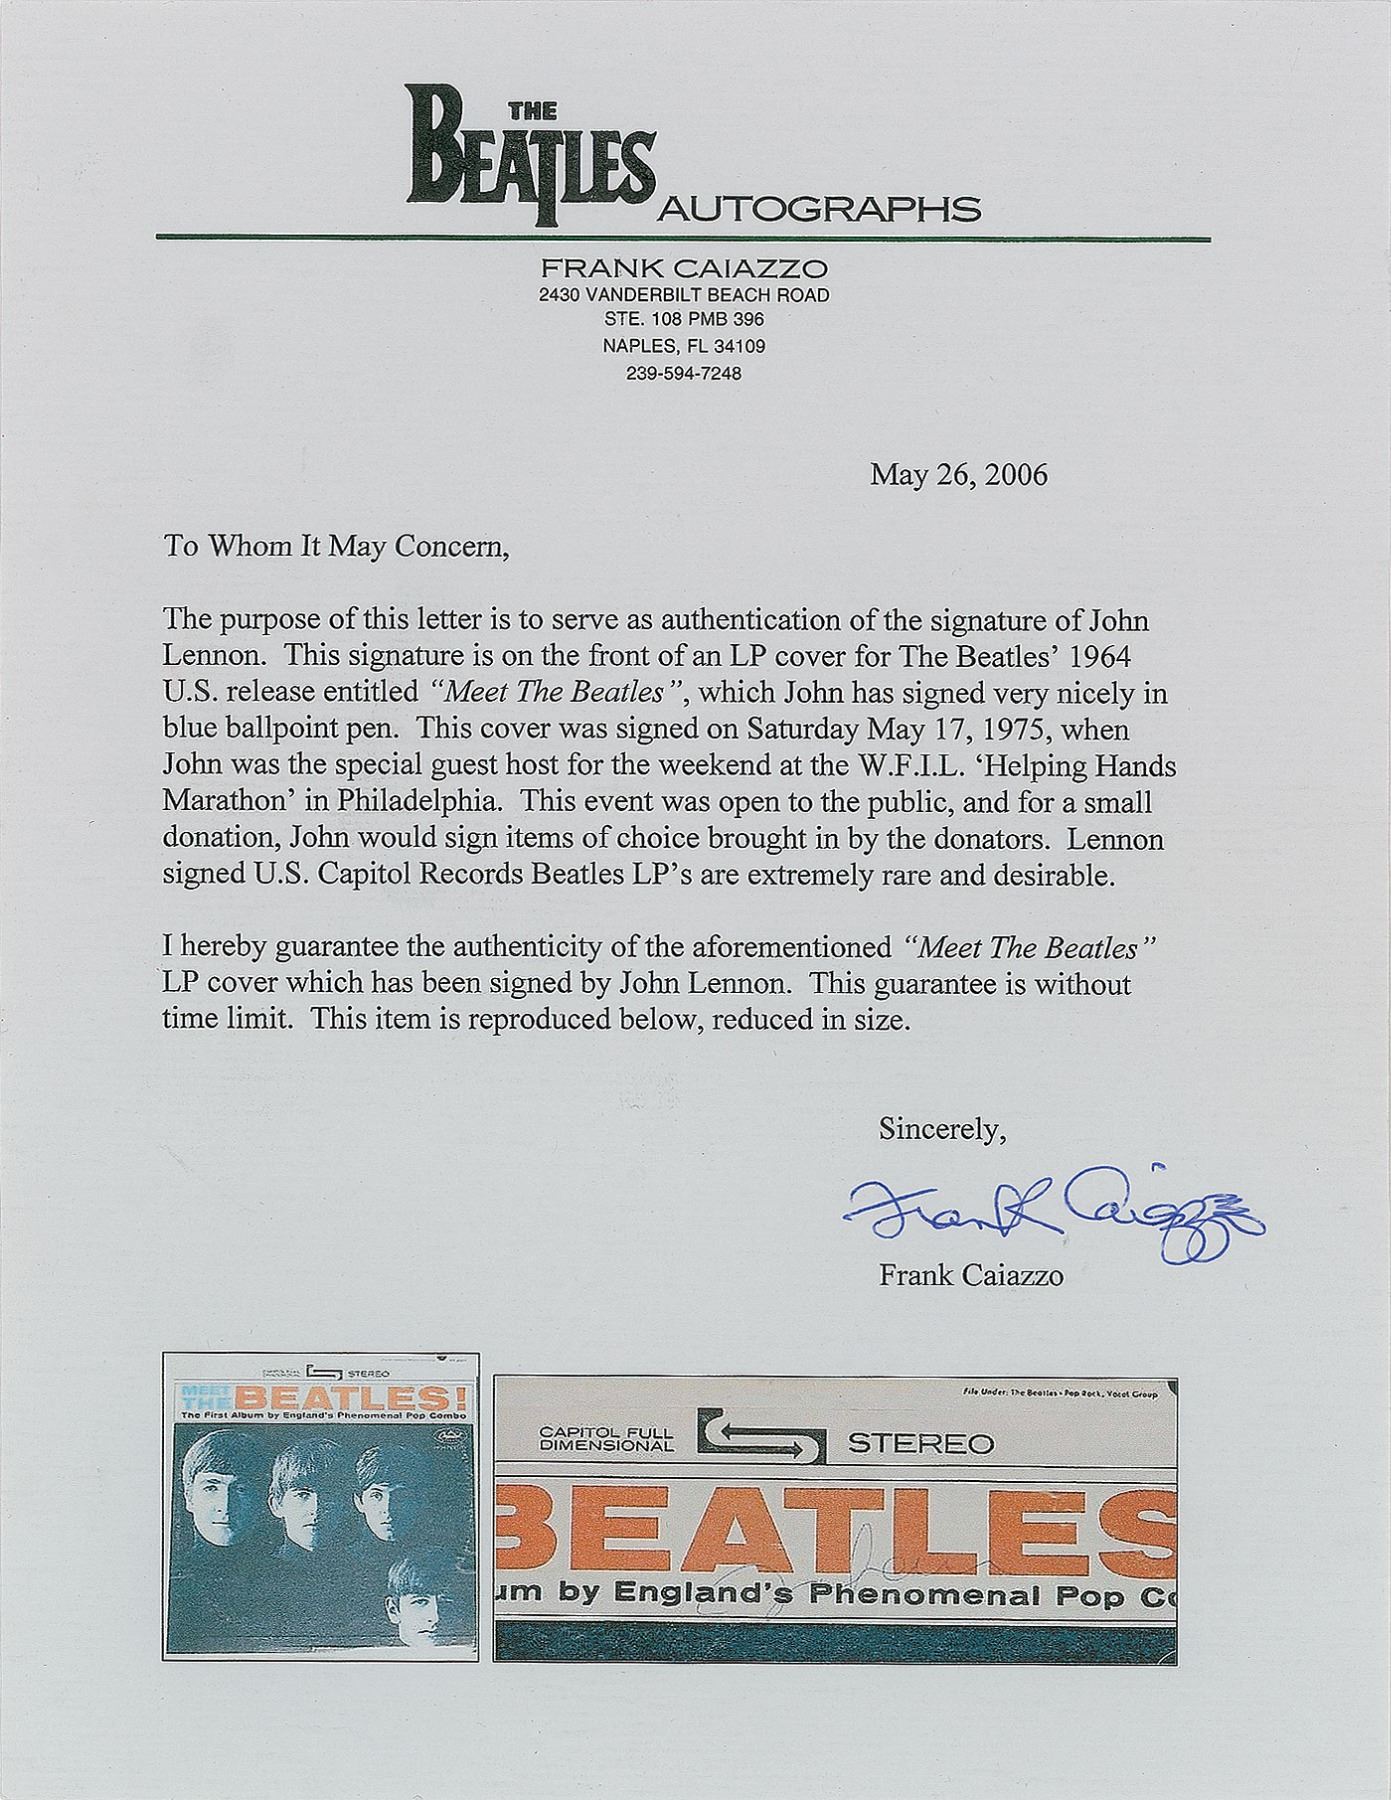 THE
BEATLES AUTOGRAPHS
FRANK CAIAZZO
2430 VANDERBILT BEACH ROAD
STE. 108 PMB 396
NAPLES, FL 34109
239-594-7248
May 26, 2006
To Whom It May Concern,
The purpose of this letter is to serve as authentication of the signature of John
Lennon.  This signature is on the front of an LP cover for The Beatles’ 1964
U.S. release entitled “Meet The Beatles”, which John has signed very nicely in
blue ballpoint pen.  This cover was signed on Saturday May 17, 1975, when
John was the special guest host for the weekend at the W.F.I.L. ‘Helping Hands
Marathon’ in Philadelphia.  This event was open to the public, and for a small
donation, John would sign items of choice brought in by the donators.  Lennon
signed U.S. Capitol Records Beatles LP’s are extremely rare and desirable.
I hereby guarantee the authenticity of the aforementioned “Meet The Beatles”
LP cover which has been signed by John Lennon.  This guarantee is without
time limit.  This item is reproduced below, reduced in size.
Sincerely,
Frank Caiazzo
Frank Caiazzo
STEREO
MEET THE BEATLES!
The First Album by England's Phenomenal Pop Combo
File Under: The Beatles • Pop Rock, Vocal Group
CAPITOL FULL
DIMENSIONAL
STEREO
BEATLES
um by England's Phenomenal Pop Co